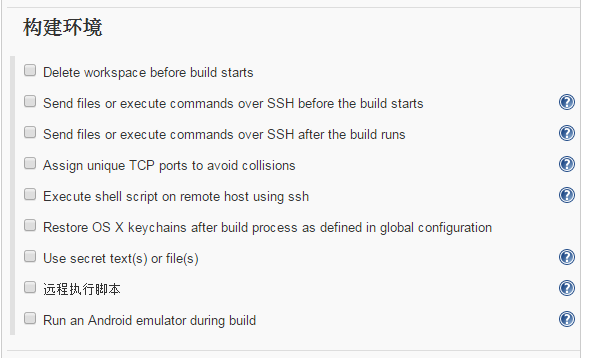 构建环境
Delete workspace before build starts
Send files or execute commands over SSH before the build starts
Send files or execute commands over SSH after the build runs
Assign unique TCP ports to avoid collisions
Execute shell script on remote host using ssh
Restore OS X keychains after build process as defined in global configuration
Use secret text(s) or file(s)
远程执行脚本
Run an Android emulator during build